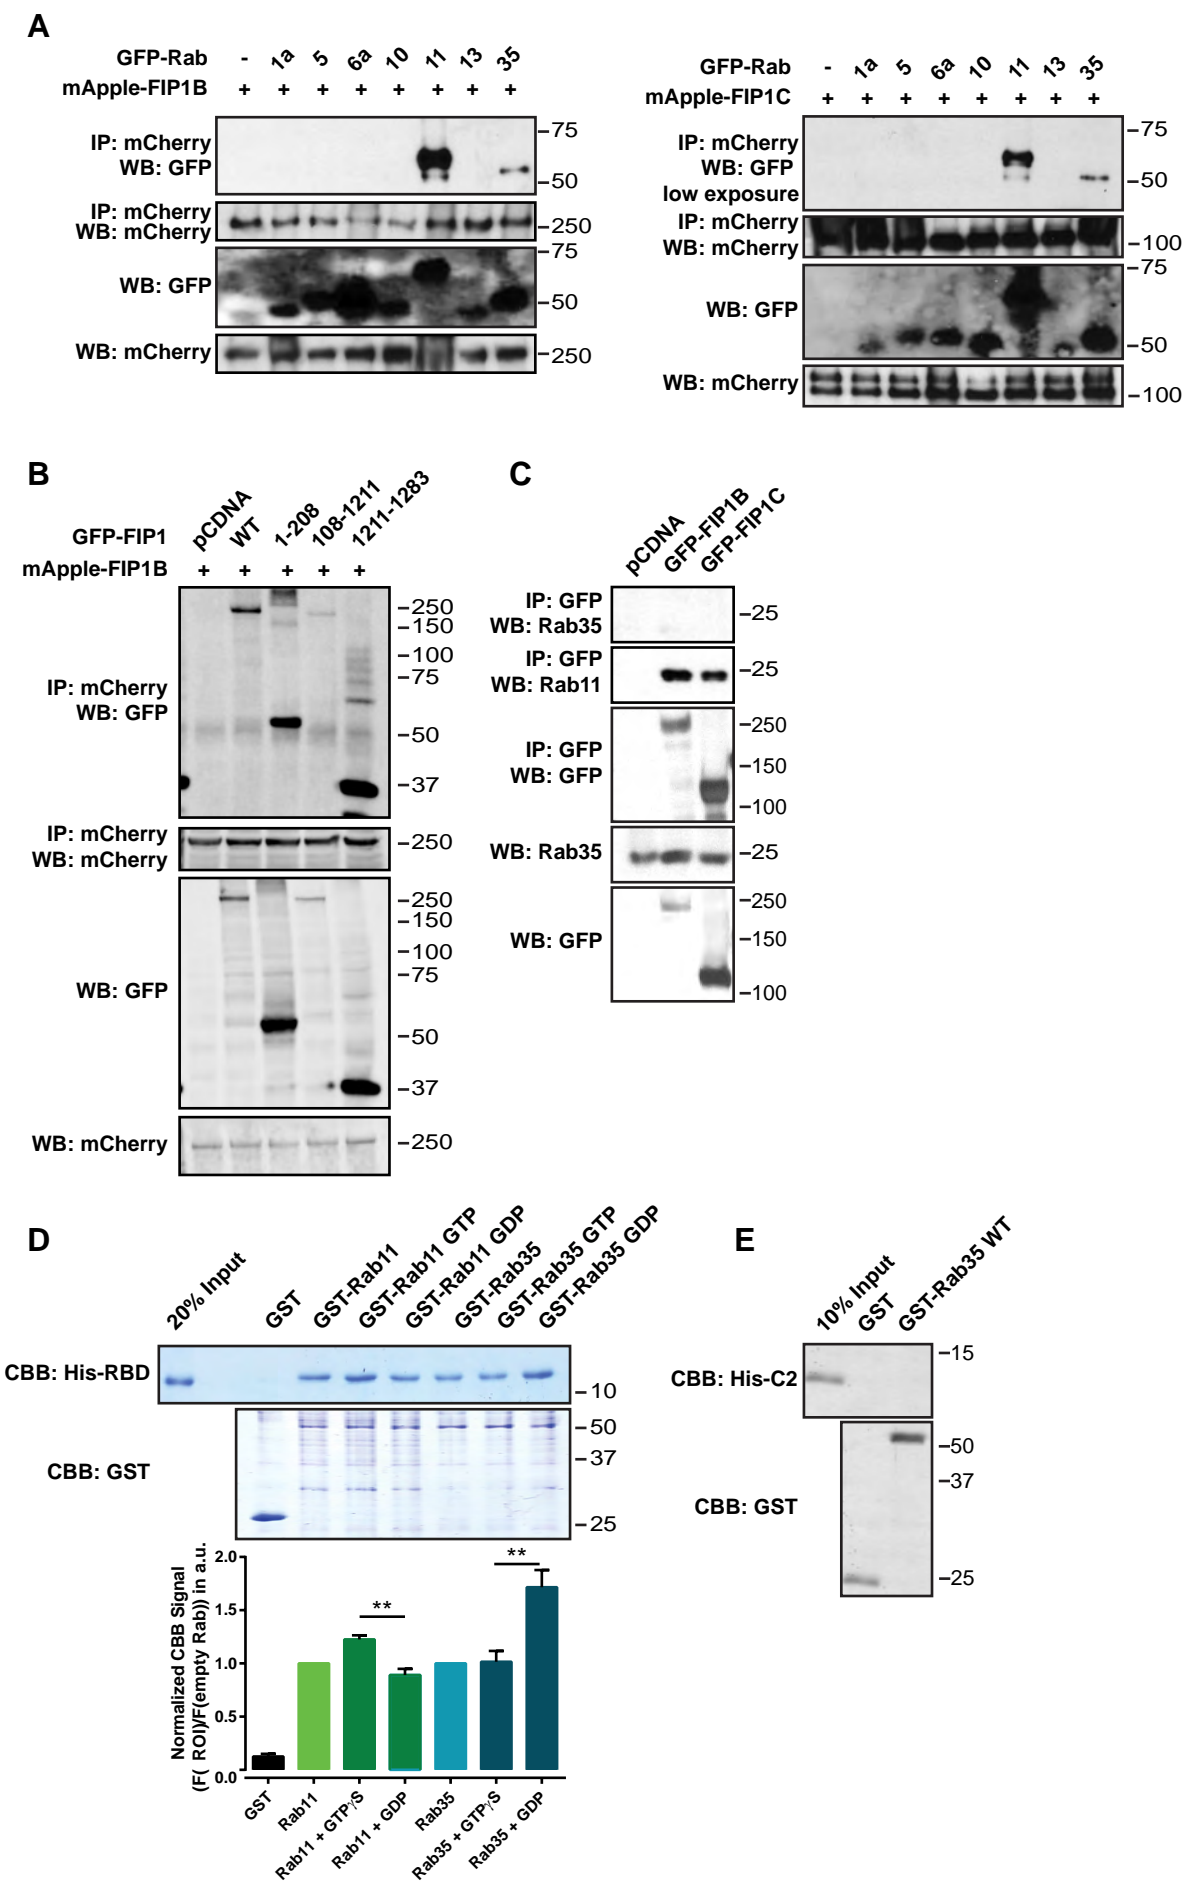 A
GFP-Rab - 1a 5 6a 10 11 13 35
mApple-FIP1B + + + + + + + +
IP: mCherry
WB: GFP
-75
-50
IP: mCherry
WB: mCherry
-250
WB: GFP
-75
-50
WB: mCherry
-250
GFP-Rab - 1a 5 6a 10 11 13 35
mApple-FIP1C + + + + + + + +
IP: mCherry
WB: GFP
low exposure
-75
-50
IP: mCherry
WB: mCherry
-100
WB: GFP
-75
-50
WB: mCherry
-100
B
GFP-FIP1 pCDNA WT 1-208 108-1211 1211-1283
mApple-FIP1B + + + + +
IP: mCherry
WB: GFP
-250
-150
-100
-75
-50
-37
IP: mCherry
WB: mCherry
-250
WB: GFP
-250
-150
-100
-75
-50
-37
WB: mCherry
-250
C
pCDNA GFP-FIP1B GFP-FIP1C
IP: GFP
WB: Rab35
-25
IP: GFP
WB: Rab11
-25
IP: GFP
WB: GFP
-250
-150
-100
WB: Rab35
-25
WB: GFP
-250
-150
-100
D
20% Input GST GST-Rab11 GST-Rab11 GTP GST-Rab11 GDP GST-Rab35 GST-Rab35 GTP GST-Rab35 GDP
CBB: His-RBD
-10
CBB: GST
-50
-37
-25
Normalized CBB Signal
(F( ROI)/F(empty Rab)) in a.u.
2.0
1.5
1.0
0.5
0.0
**
**
GST Rab11 Rab11 + GTPγS Rab11 + GDP Rab35 Rab35 + GTPγS Rab35 + GDP
E
10% Input GST GST-Rab35 WT
CBB: His-C2
-15
CBB: GST
-50
-37
-25